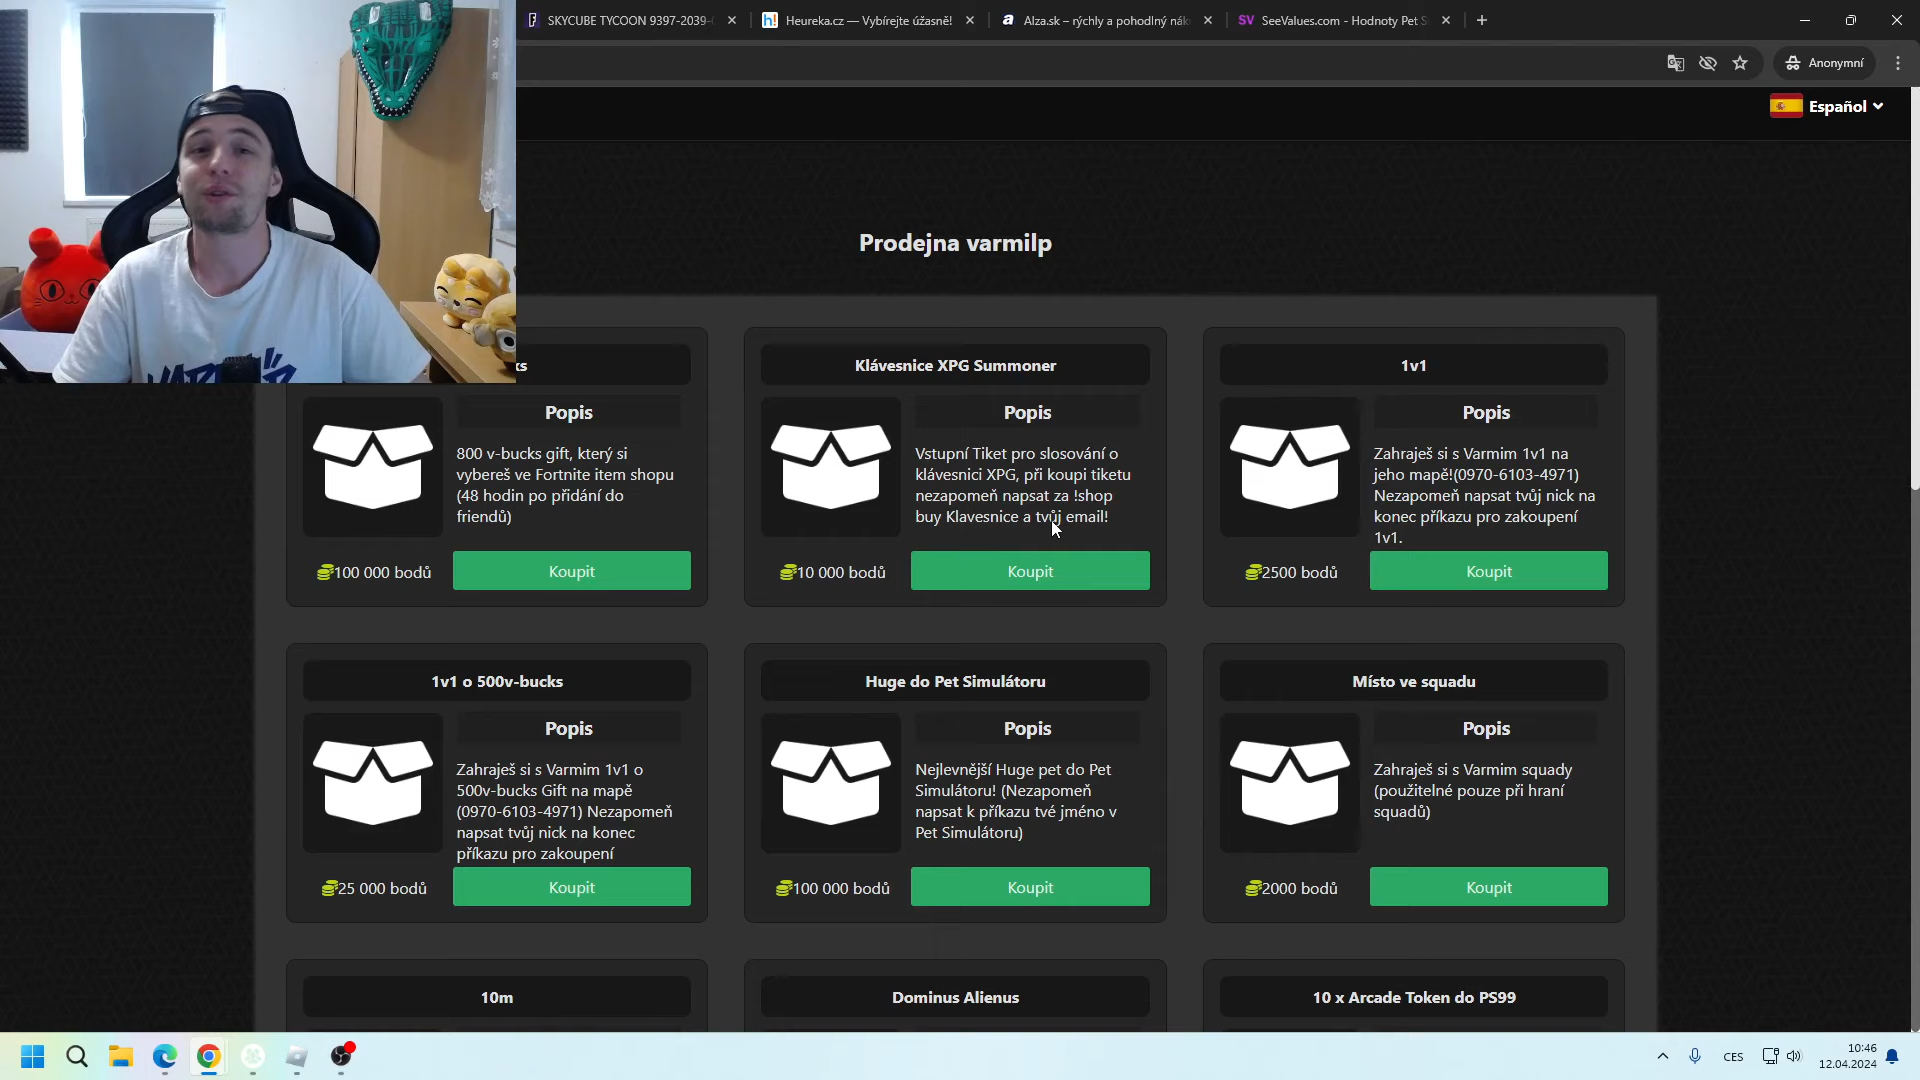 SKYCUBE TYCOON 9397-2039-
Heureka.cz — Vybírejte úžasně!
Alza.sk – rýchly a pohodlný nák
SV SeeValues.com - Hodnoty Pet S
Anonymní
Español
Prodejna varmilp
ks
Popis
800 v-bucks gift, který si
vybereš ve Fortnite item shopu
(48 hodin po přidání do
friendů)
100 000 bodů
Koupit
Klávesnice XPG Summoner
Popis
Vstupní Tiket pro slosování o
klávesnici XPG, při koupi tiketu
nezapomeň napsat za !shop
buy Klavesnice a tvůj email!
10 000 bodů
Koupit
1v1
Popis
Zahraješ si s Varmim 1v1 na
jeho mapě!(0970-6103-4971)
Nezapomeň napsat tvůj nick na
konec příkazu pro zakoupení
1v1.
2500 bodů
Koupit
1v1 o 500v-bucks
Popis
Zahraješ si s Varmim 1v1 o
500v-bucks Gift na mapě
(0970-6103-4971) Nezapomeň
napsat tvůj nick na konec
příkazu pro zakoupení
25 000 bodů
Koupit
Huge do Pet Simulátoru
Popis
Nejlevnější Huge pet do Pet
Simulátoru! (Nezapomeň
napsat k příkazu tvé jméno v
Pet Simulátoru)
100 000 bodů
Koupit
Místo ve squadu
Popis
Zahraješ si s Varmim squady
(použitelné pouze při hraní
squadů)
2000 bodů
Koupit
10m
Dominus Alienus
10 x Arcade Token do PS99
CES
10:46
12.04.2024